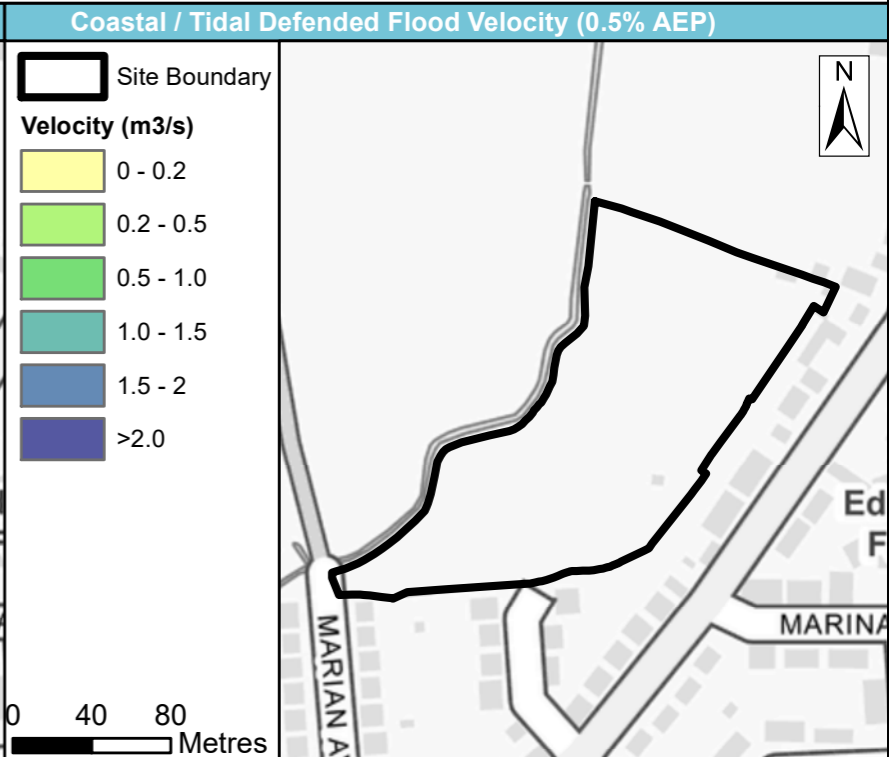 Coastal / Tidal Defended Flood Velocity (0.5% AEP)
Site Boundary
Velocity (m3/s)
0 - 0.2
0.2 - 0.5
0.5 - 1.0
1.0 - 1.5
1.5 - 2
>2.0
0 40 80
Metres
N
Ed
F
MARINA
MARIAN AV